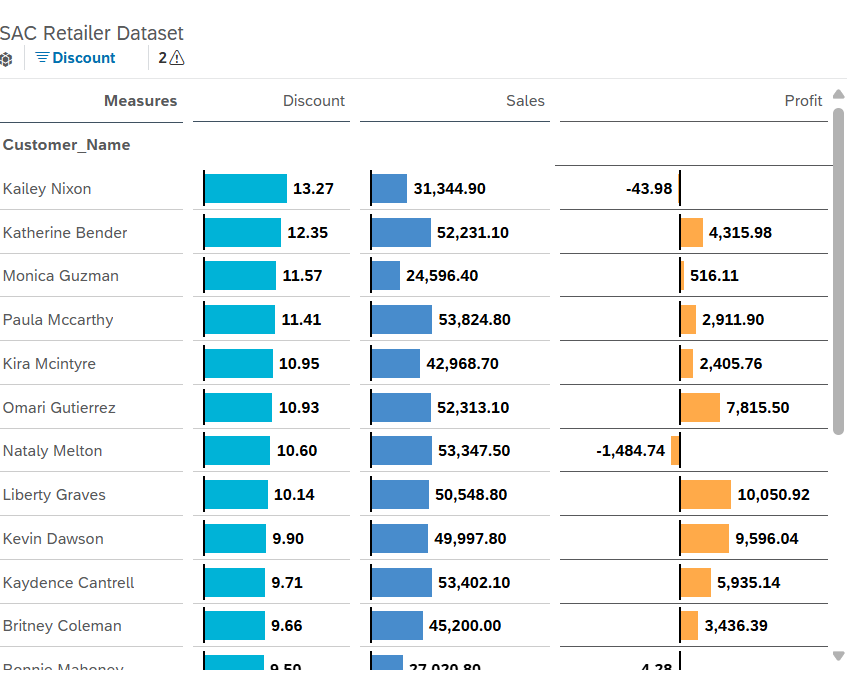 SAC Retailer Dataset
Discount 2
Measures Discount Sales Profit
Customer_Name
Kailey Nixon 13.27 31,344.90 -43.98
Katherine Bender 12.35 52,231.10 4,315.98
Monica Guzman 11.57 24,596.40 516.11
Paula Mccarthy 11.41 53,824.80 2,911.90
Kira Mcintyre 10.95 42,968.70 2,405.76
Omari Gutierrez 10.93 52,313.10 7,815.50
Nataly Melton 10.60 53,347.50 -1,484.74
Liberty Graves 10.14 50,548.80 10,050.92
Kevin Dawson 9.90 49,997.80 9,596.04
Kaydence Cantrell 9.71 53,402.10 5,935.14
Britney Coleman 9.66 45,200.00 3,436.39
Ronnie Mahoney 9.50 27,020.80